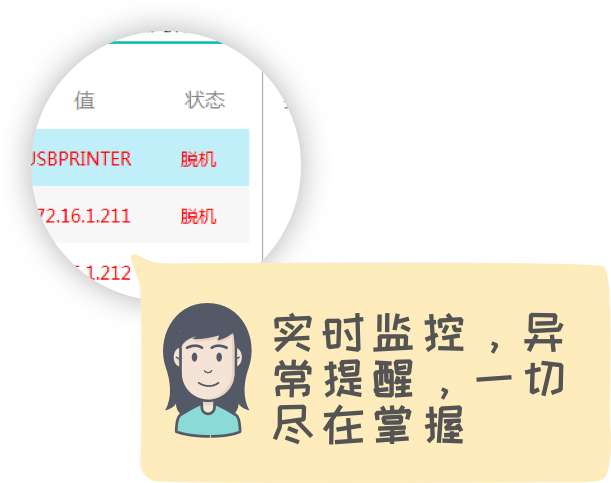 值 状态
USBPRINTER 脱机
72.16.1.211 脱机
.1.212
实时监控，异
常提醒，一切
尽在掌握